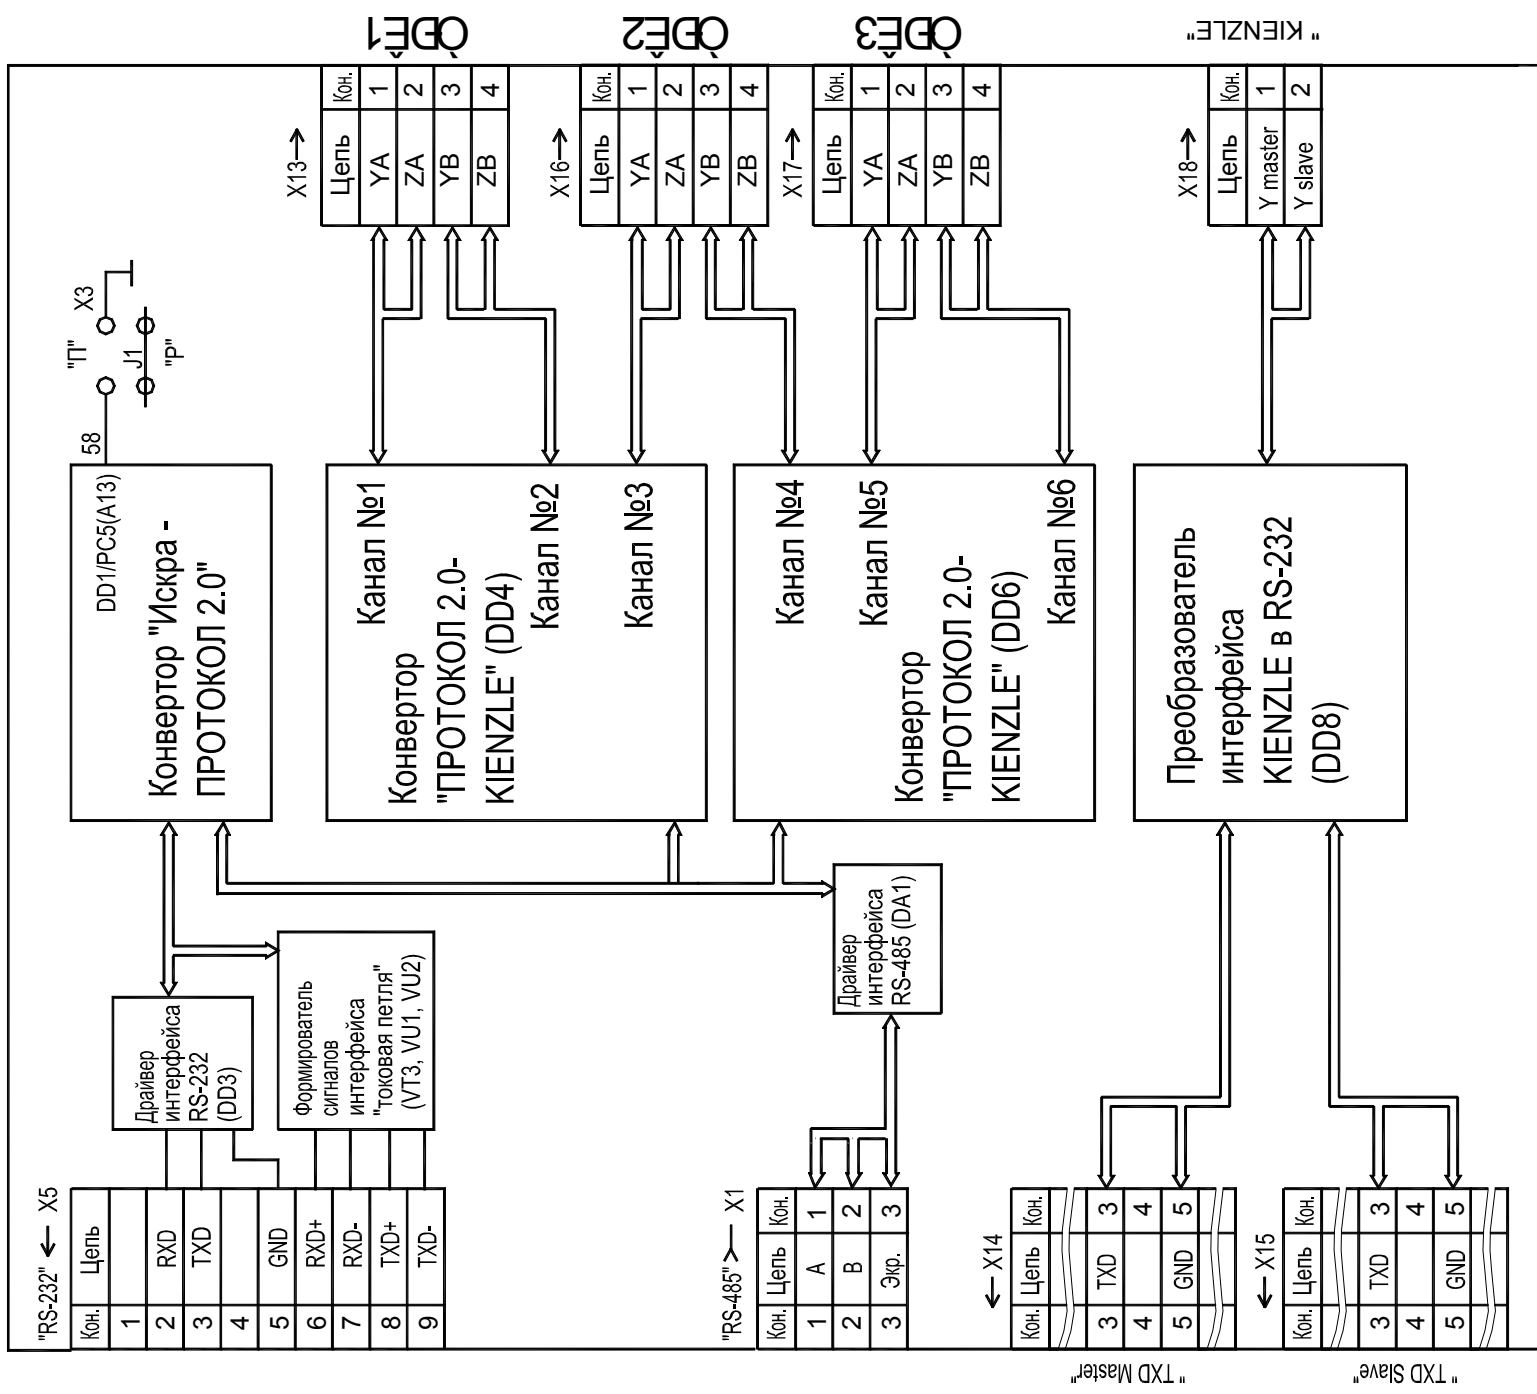 "RS-232" X5
Кон. Цепь
1
2 RXD
3 TXD
4
5 GND
6 RXD+
7 RXD-
8 TXD+
9 TXD-
Драйвер
интерфейса
RS-232
(DD3)
Формирователь
сигналов
интерфейса
"токовая петля"
(VT3, VU1, VU2)
DD1/PC5(A13)
Конвертор "Искра -
ПРОТОКОЛ 2.0"
58
"П"
X3
J1
"Р"
X13
Цепь Кон.
YA 1
ZA 2
YB 3
ZB 4
ÒÐÊ1
Канал №1
Конвертор
"ПРОТОКОЛ 2.0-
KIENZLE" (DD4)
Канал №2
Канал №3
X16
Цепь Кон.
YA 1
ZA 2
YB 3
ZB 4
ÒÐÊ2
"RS-485" X1
Кон. Цепь Кон.
1 A 1
2 B 2
3 Экр. 3
Драйвер
интерфейса
RS-485 (DA1)
Канал №4
Канал №5
Конвертор
"ПРОТОКОЛ 2.0-
KIENZLE" (DD6)
Канал №6
X17
Цепь Кон.
YA 1
ZA 2
YB 3
ZB 4
ÒÐÊ3
X14
Кон. Цепь Кон.
3 TXD 3
4 4
5 GND 5
"TXD Master"
X15
Кон. Цепь Кон.
3 TXD 3
4 4
5 GND 5
"TXD Slave"
Преобразователь
интерфейса
KIENZLE в RS-232
(DD8)
X18
Цепь Кон.
Y master 1
Y slave 2
" KIENZLE"